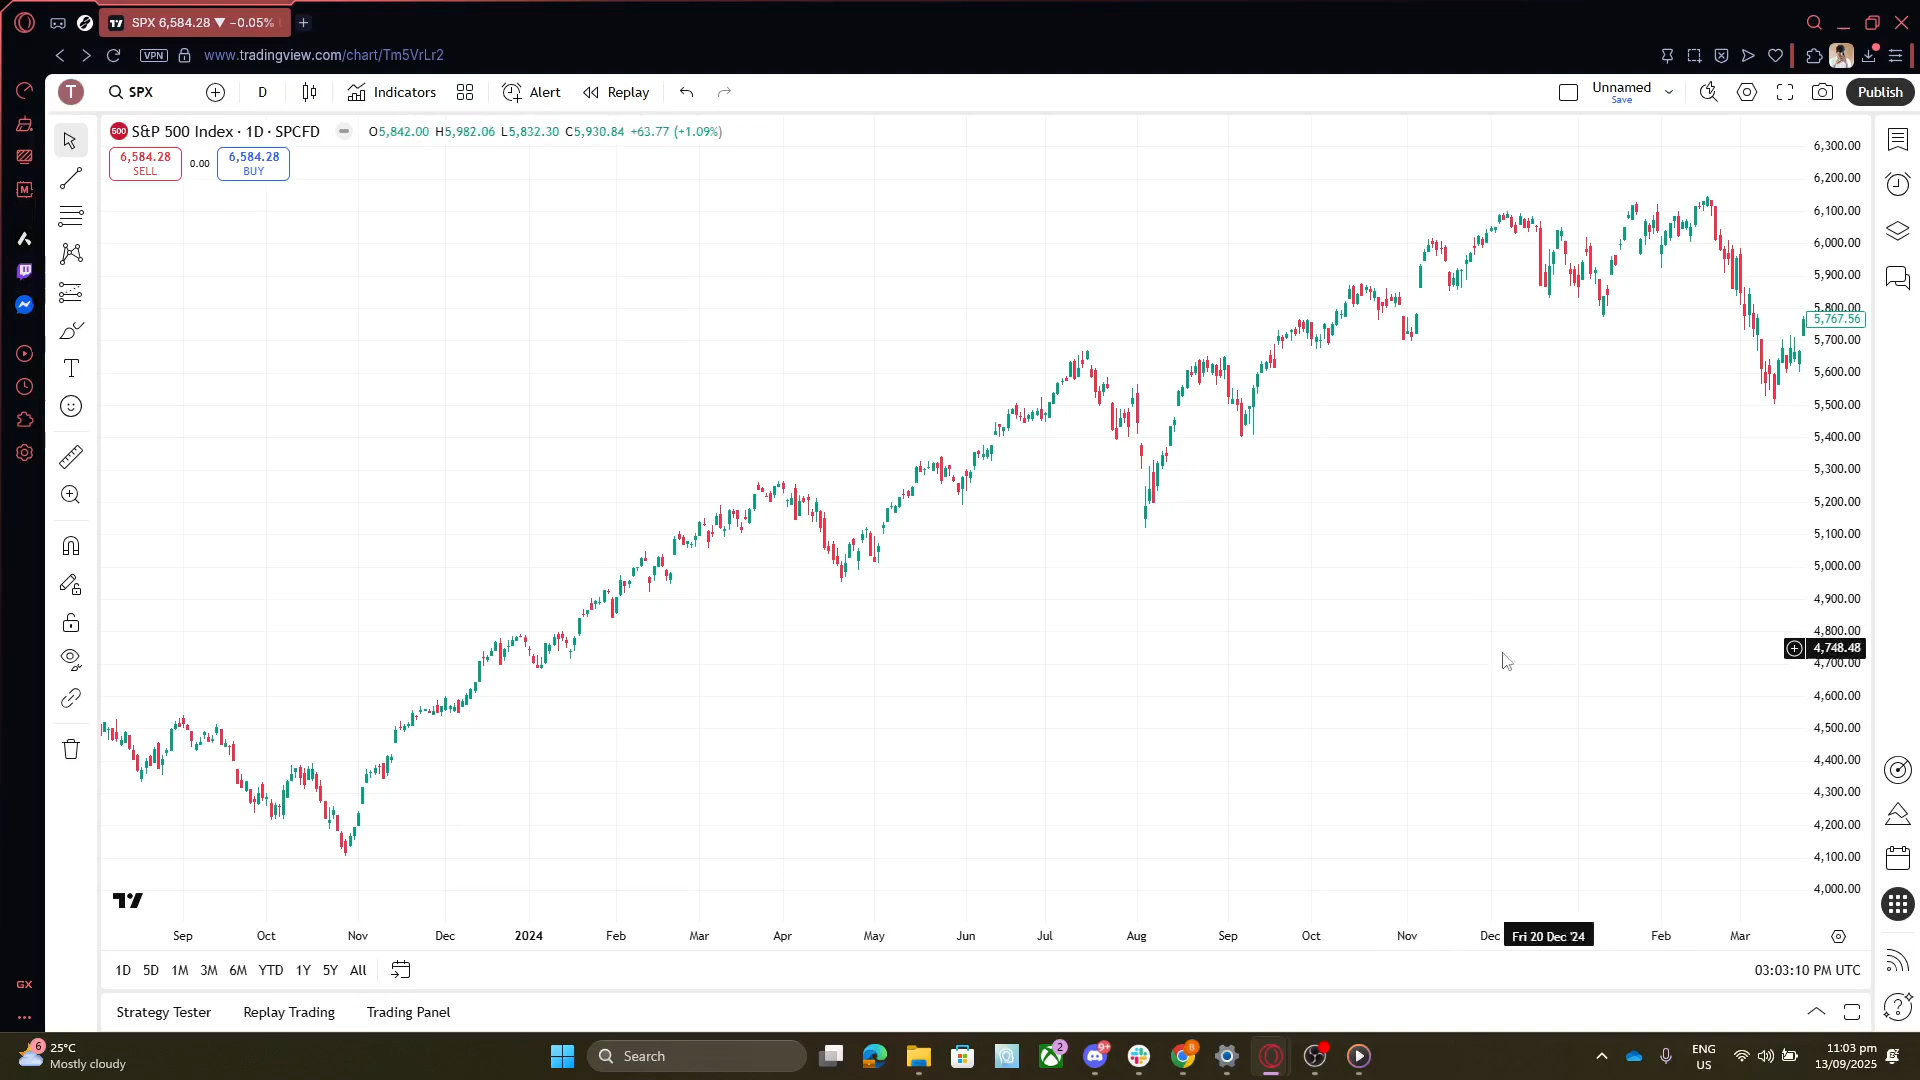 SPX 6,584.28 ▼ −0.05%
VPN
www.tradingview.com/chart/Tm5VrLr2
T
SPX
D
Indicators
Alert
Replay
Unnamed
Save
Publish
500 S&P 500 Index · 1D · SPCFD
O5,842.00 H5,982.06 L5,832.30 C5,930.84 +63.77 (+1.09%)
6,584.28
SELL
0.00
6,584.28
BUY
6,300.00
6,200.00
6,100.00
6,000.00
5,900.00
5,800.00
5,767.56
5,700.00
5,600.00
5,500.00
5,400.00
5,300.00
5,200.00
5,100.00
5,000.00
4,900.00
4,800.00
4,748.48
4,700.00
4,600.00
4,500.00
4,400.00
4,300.00
4,200.00
4,100.00
4,000.00
Sep Oct Nov Dec 2024 Feb Mar Apr May Jun Jul Aug Sep Oct Nov Dec Fri 20 Dec '24 Feb Mar
1D 5D 1M 3M 6M YTD 1Y 5Y All
03:03:10 PM UTC
GX
Strategy Tester Replay Trading Trading Panel
6
25°C
Mostly cloudy
Search
2
9+
8
ENG
US
11:03 pm
13/09/2025